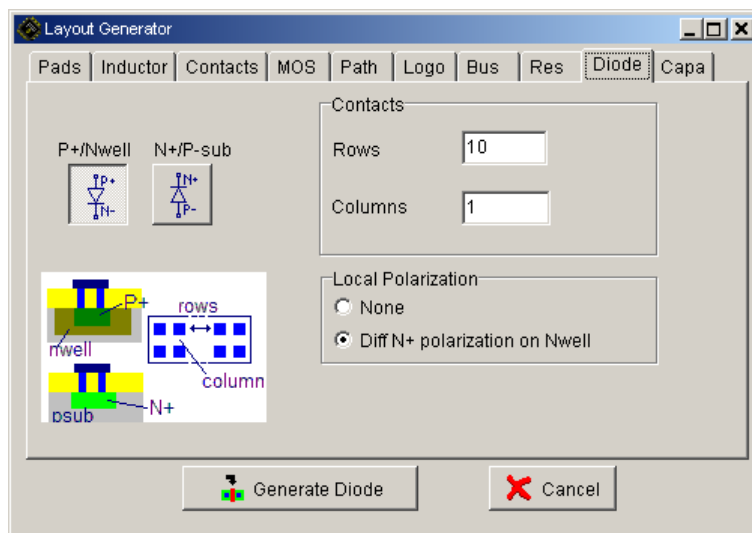 Layout Generator
Pads Inductor Contacts MOS Path Logo Bus Res Diode Capa
P+/Nwell N+/P-sub
P+
N-
N+
P-
Contacts
Rows 10
Columns 1
P+
nwell
rows
column
N+
psub
Local Polarization
None
Diff N+ polarization on Nwell
Generate Diode Cancel